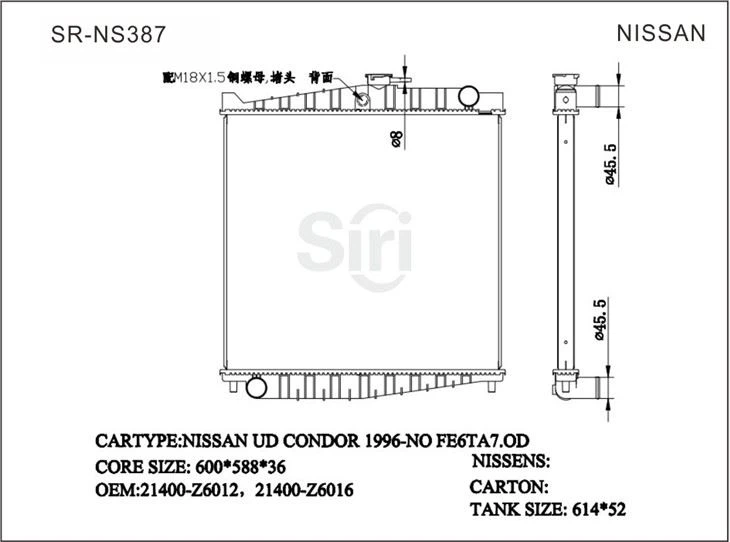 SR-NS387
NISSAN
配M18X1.5铜螺母,堵头 背面
ø8
ø45.5
Siri
ø45.5
CARTYPE:NISSAN UD CONDOR 1996-NO FE6TA7.OD
CORE SIZE: 600*588*36
NISSENS:
OEM:21400-Z6012，21400-Z6016
CARTON:
TANK SIZE: 614*52